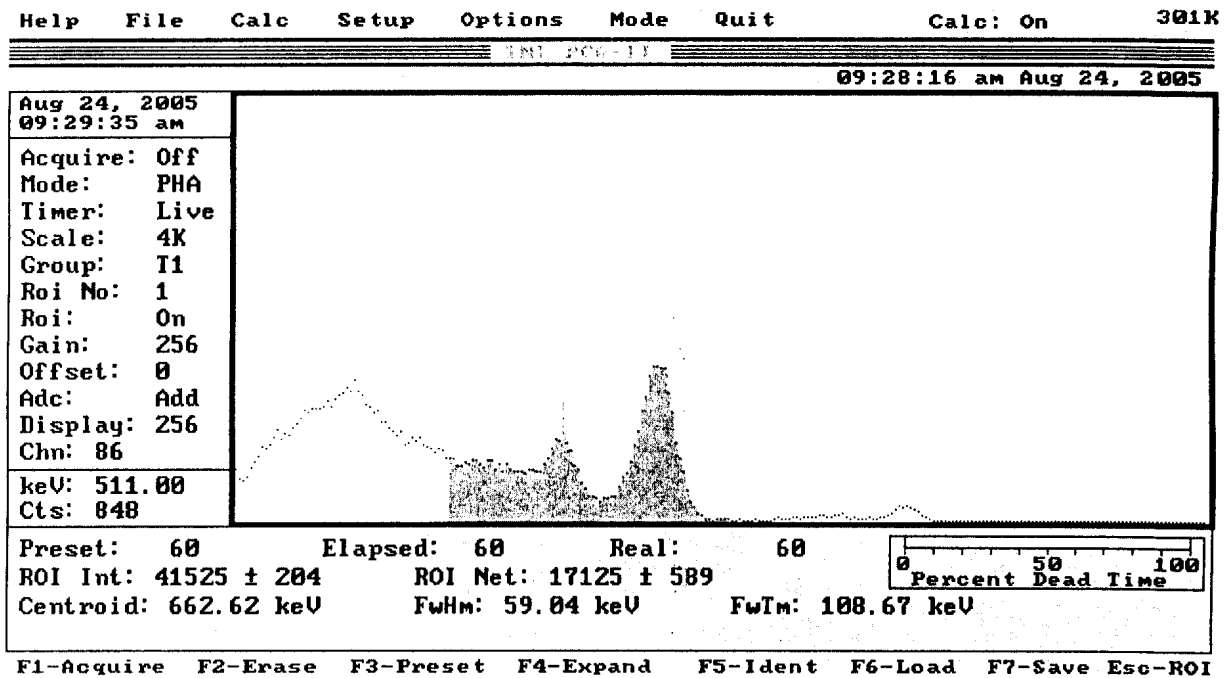 Help File Calc Setup Options Mode Quit Calc: On 301K
09:28:16 am Aug 24, 2005
Aug 24, 2005
09:29:35 am
Acquire: Off
Mode: PHA
Timer: Live
Scale: 4K
Group: T1
Roi No: 1
Roi: On
Gain: 256
Offset: 0
Adc: Add
Display: 256
Chn: 86
keV: 511.00
Cts: 848
Preset: 60 Elapsed: 60 Real: 60
0 50 100
Percent Dead Time
ROI Int: 41525 ± 204 ROI Net: 17125 ± 589
Centroid: 662.62 keV FwHm: 59.04 keV FwTm: 108.67 keV
F1-Acquire F2-Erase F3-Preset F4-Expand F5-Ident F6-Load F7-Save Esc-ROI